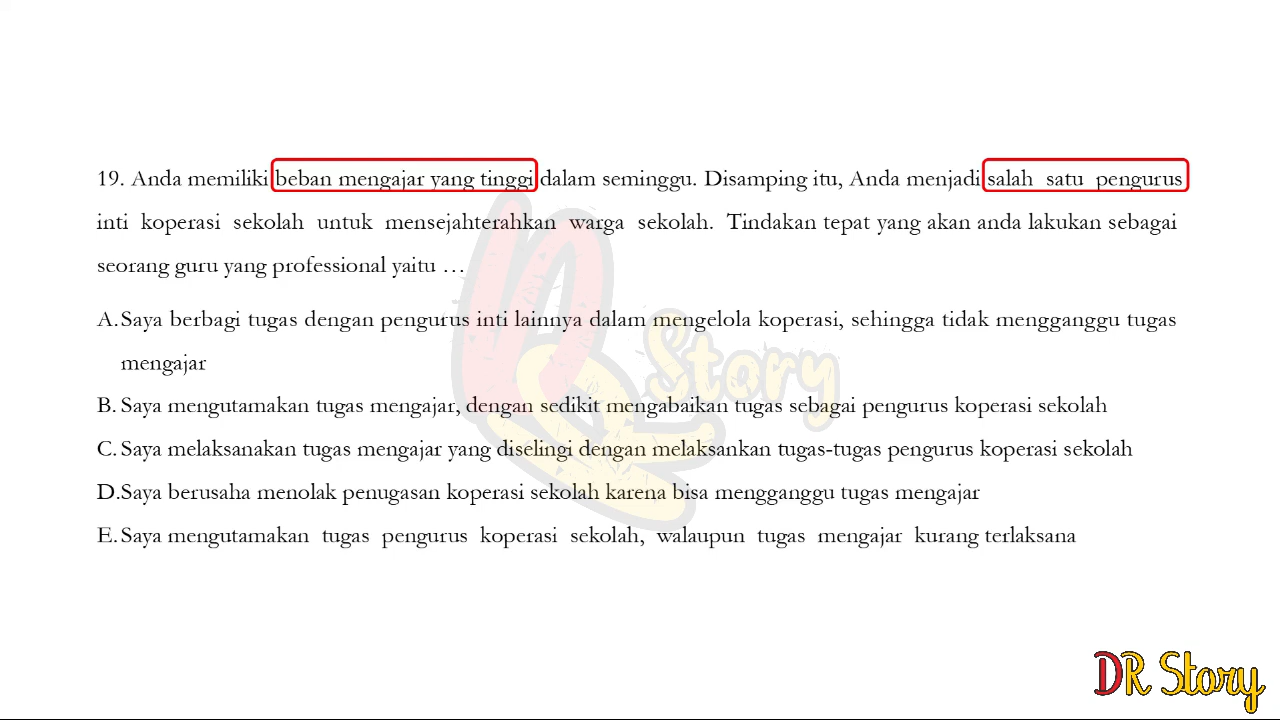 19. Anda memiliki beban mengajar yang tinggi dalam seminggu. Disamping itu, Anda menjadi salah satu pengurus
inti koperasi sekolah untuk mensejahterahkan warga sekolah. Tindakan tepat yang akan anda lakukan sebagai
seorang guru yang professional yaitu …
A. Saya berbagi tugas dengan pengurus inti lainnya dalam mengelola koperasi, sehingga tidak mengganggu tugas
mengajar
B. Saya mengutamakan tugas mengajar, dengan sedikit mengabaikan tugas sebagai pengurus koperasi sekolah
C. Saya melaksanakan tugas mengajar yang diselingi dengan melaksankan tugas-tugas pengurus koperasi sekolah
D. Saya berusaha menolak penugasan koperasi sekolah karena bisa mengganggu tugas mengajar
E. Saya mengutamakan tugas pengurus koperasi sekolah, walaupun tugas mengajar kurang terlaksana
Story
DR Story